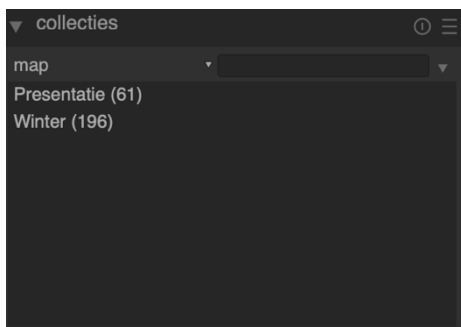 collecties
map
Presentatie (61)
Winter (196)